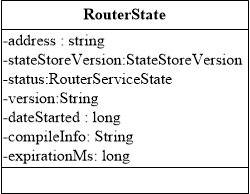 RouterState
-address : string
-stateStoreVersion:StateStoreVersion
-status:RouterServiceState
-version:String
-dateStarted : long
-compileInfo: String
-expirationMs: long